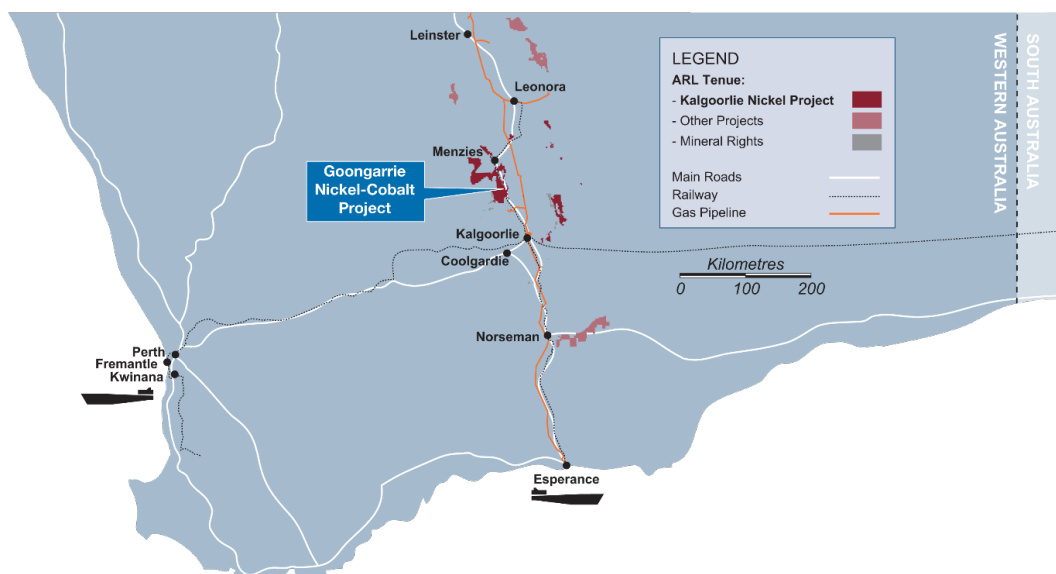 Leinster
Leonora
Menzies
Goongarrie
Nickel-Cobalt
Project
Kalgoorlie
Coolgardie
Norseman
Perth
Fremantle
Kwinana
Esperance
LEGEND
ARL Tenue:
- Kalgoorlie Nickel Project
- Other Projects
- Mineral Rights
Main Roads
Railway
Gas Pipeline
Kilometres
0 100 200
WESTERN AUSTRALIA
SOUTH AUSTRALIA